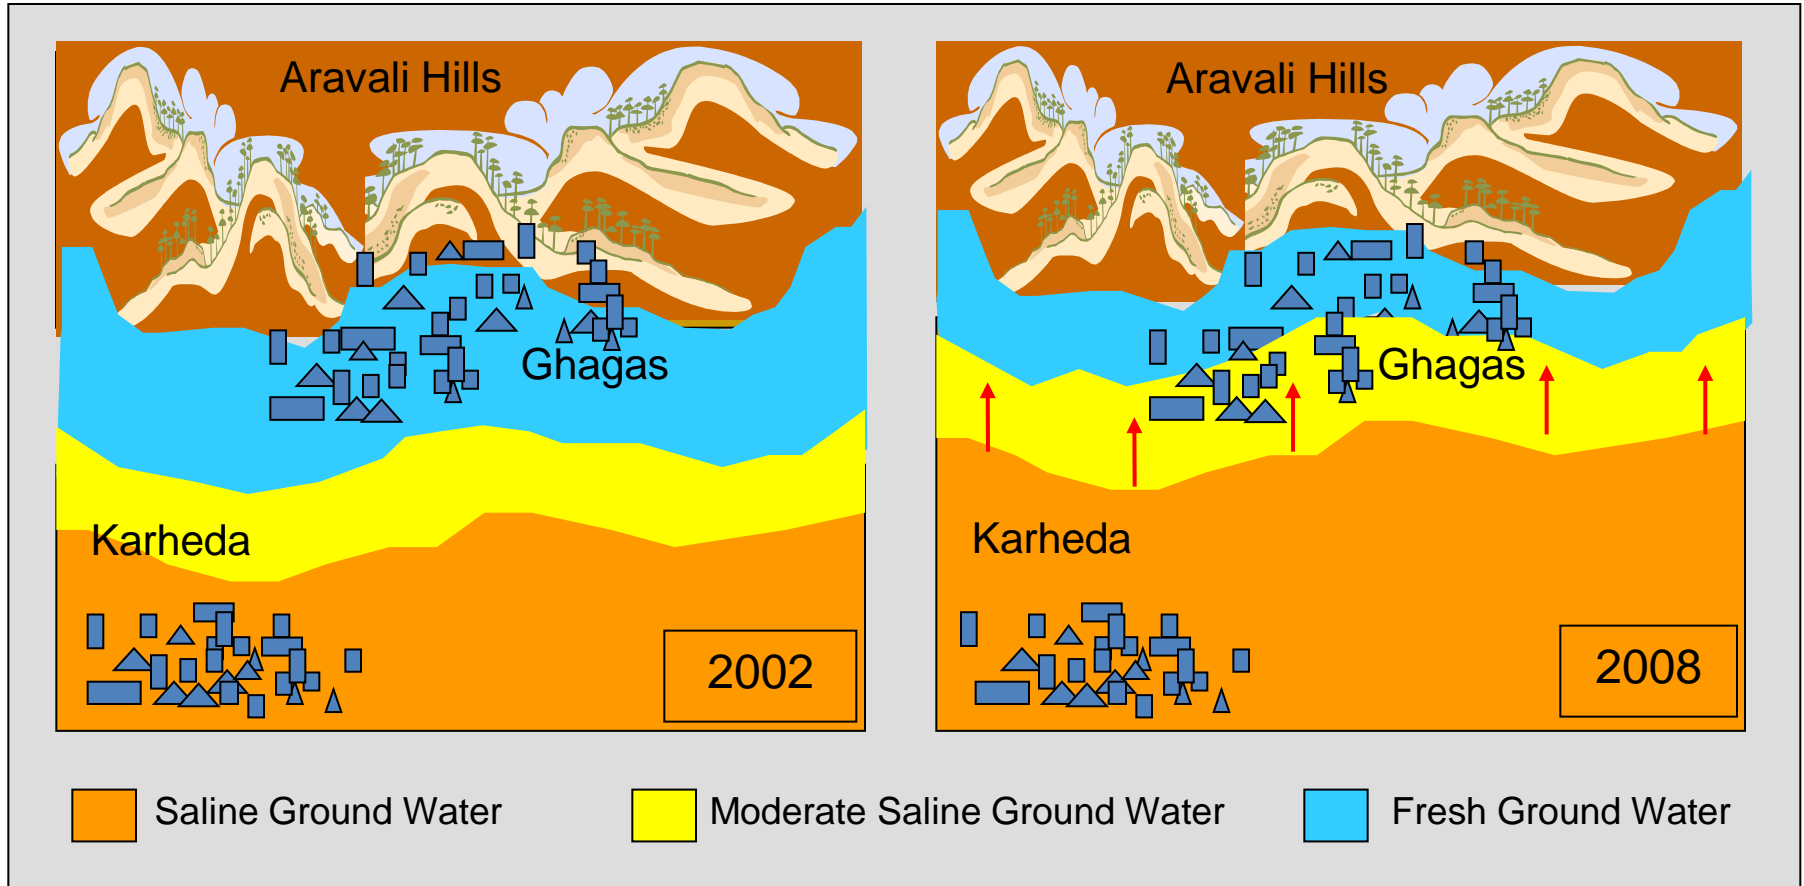 Aravali Hills
Ghagas
Karheda
2002
Aravali Hills
Ghagas
Karheda
2008
Saline Ground Water
Moderate Saline Ground Water
Fresh Ground Water